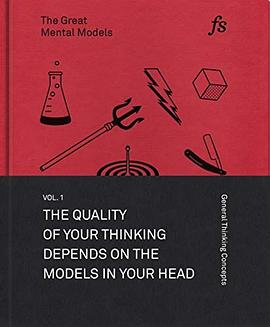 The Great
Mental Models
fs
VOL. 1
THE QUALITY
OF YOUR THINKING
DEPENDS ON THE
MODELS IN YOUR HEAD
General Thinking Concepts